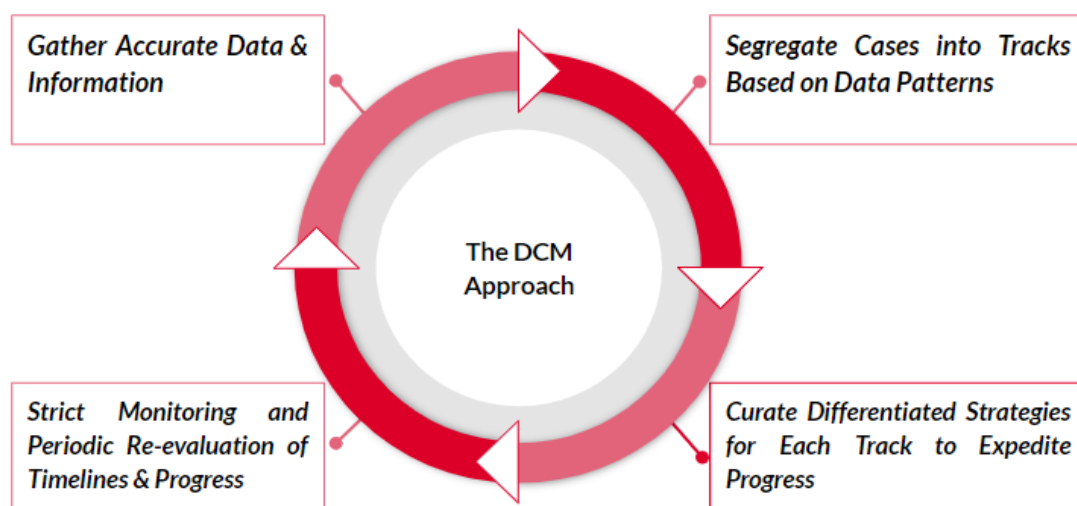 Gather Accurate Data &
Information
Segregate Cases into Tracks
Based on Data Patterns
The DCM
Approach
Strict Monitoring and
Periodic Re-evaluation of
Timelines & Progress
Curate Differentiated Strategies
for Each Track to Expedite
Progress